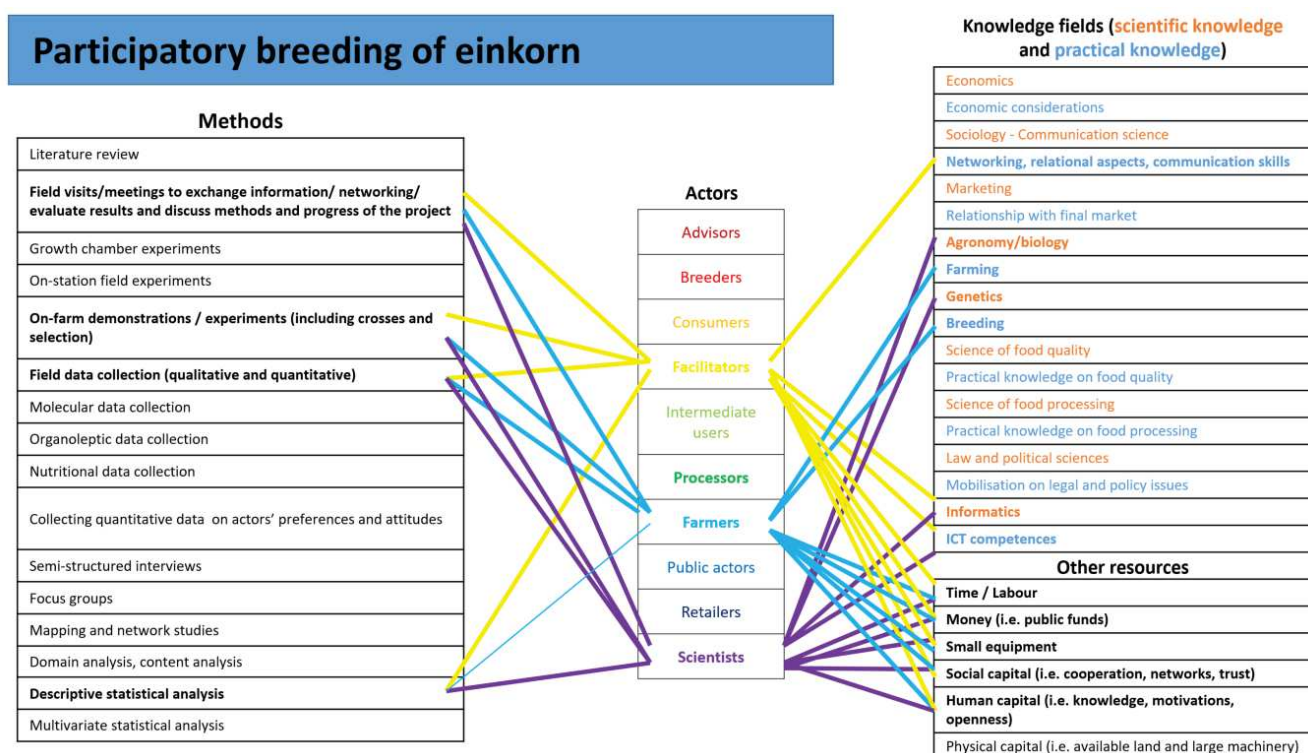 Participatory breeding of einkorn
Methods
Literature review
Field visits/meetings to exchange information/ networking/
evaluate results and discuss methods and progress of the project
Growth chamber experiments
On-station field experiments
On-farm demonstrations / experiments (including crosses and
selection)
Field data collection (qualitative and quantitative)
Molecular data collection
Organoleptic data collection
Nutritional data collection
Collecting quantitative data on actors’ preferences and attitudes
Semi-structured interviews
Focus groups
Mapping and network studies
Domain analysis, content analysis
Descriptive statistical analysis
Multivariate statistical analysis
Actors
Advisors
Breeders
Consumers
Facilitators
Intermediate
users
Processors
Farmers
Public actors
Retailers
Scientists
Knowledge fields (scientific knowledge
and practical knowledge)
Economics
Economic considerations
Sociology - Communication science
Networking, relational aspects, communication skills
Marketing
Relationship with final market
Agronomy/biology
Farming
Genetics
Breeding
Science of food quality
Practical knowledge on food quality
Science of food processing
Practical knowledge on food processing
Law and political sciences
Mobilisation on legal and policy issues
Informatics
ICT competences
Other resources
Time / Labour
Money (i.e. public funds)
Small equipment
Social capital (i.e. cooperation, networks, trust)
Human capital (i.e. knowledge, motivations,
openness)
Physical capital (i.e. available land and large machinery)